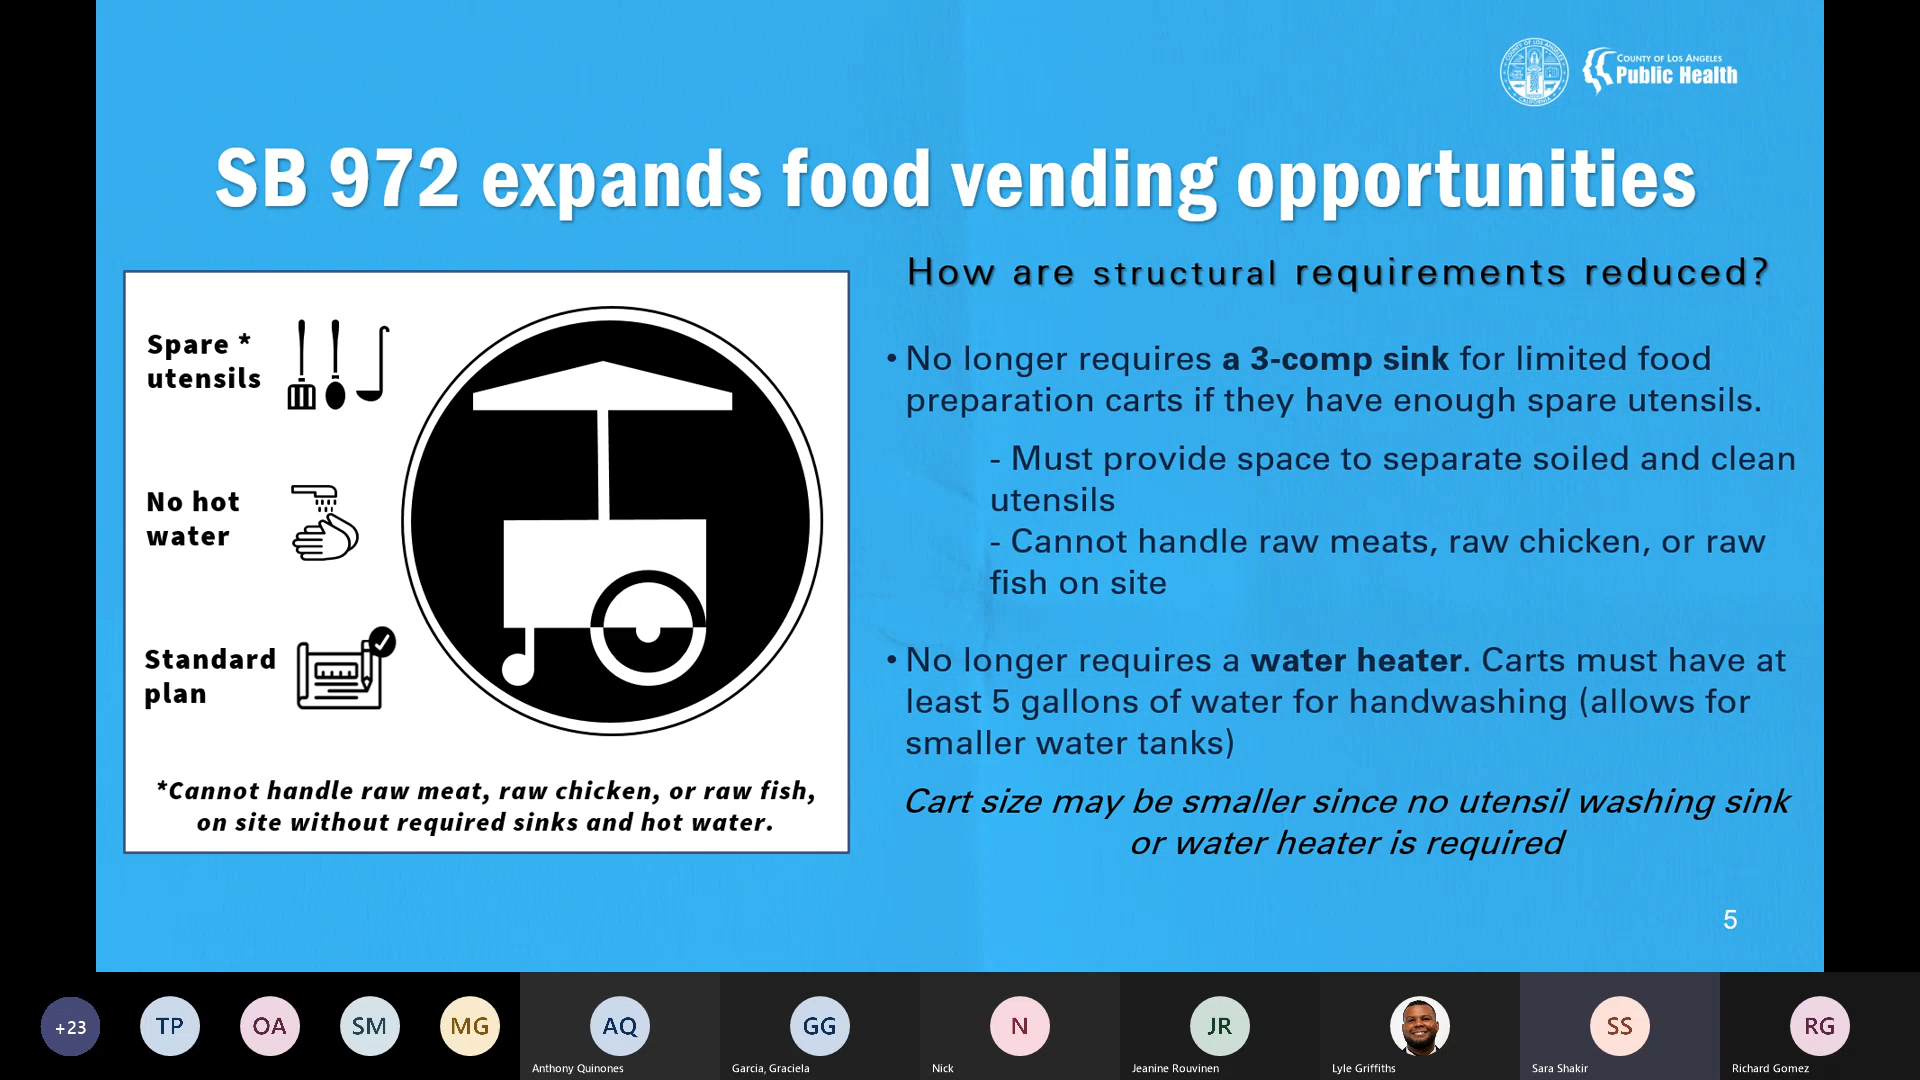 COUNTY OF LOS ANGELES
Public Health
SB 972 expands food vending opportunities
Spare *
utensils
No hot
water
Standard
plan
*Cannot handle raw meat, raw chicken, or raw fish,
on site without required sinks and hot water.
How are structural requirements reduced?
• No longer requires a 3-comp sink for limited food
preparation carts if they have enough spare utensils.
- Must provide space to separate soiled and clean
utensils
- Cannot handle raw meats, raw chicken, or raw
fish on site
• No longer requires a water heater. Carts must have at
least 5 gallons of water for handwashing (allows for
smaller water tanks)
Cart size may be smaller since no utensil washing sink
or water heater is required
5
+23
TP
OA
SM
MG
AQ
Anthony Quinones
GG
Garcia, Graciela
N
Nick
JR
Jeanine Rouvinen
Lyle Griffiths
SS
Sara Shakir
RG
Richard Gomez